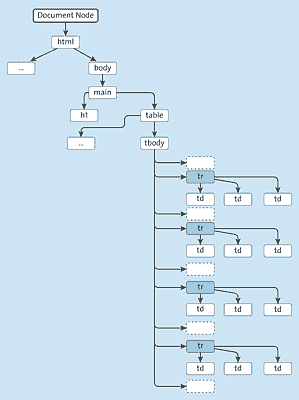 Document Node
html
...
body
main
h1
table
...
tbody
tr
td td td
tr
td td td
tr
td td td
tr
td td td